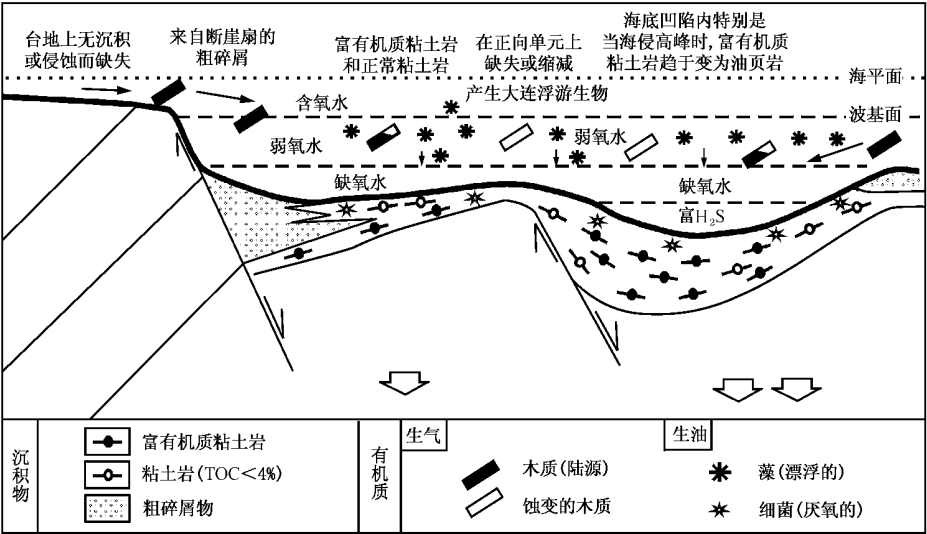 台地上无沉积
或侵蚀而缺失
来自断崖扇的
粗碎屑
富有机质粘土岩
和正常粘土岩
在正向单元上
缺失或缩减
海底凹陷内特别是
当海侵高峰时,富有机质
粘土岩趋于变为油页岩
海平面
产生大连浮游生物
含氧水
波基面
弱氧水
弱氧水
缺氧水
缺氧水
富H₂S
沉积物
富有机质粘土岩
粘土岩(TOC<4%)
粗碎屑物
有机质
生气
木质(陆源)
蚀变的木质
生油
藻(漂浮的)
细菌(厌氧的)